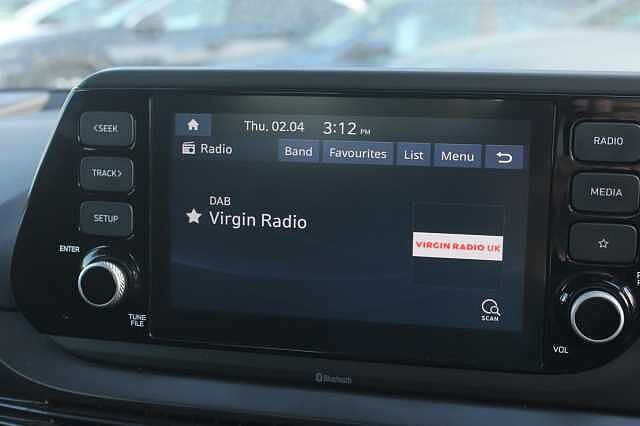 <SEEK
TRACK>
SETUP
ENTER
TUNE
FILE
Thu. 02.04 3:12 PM
Radio Band Favourites List Menu
DAB
Virgin Radio
VIRGIN RADIO UK
SCAN
RADIO
MEDIA
VOL
Bluetooth